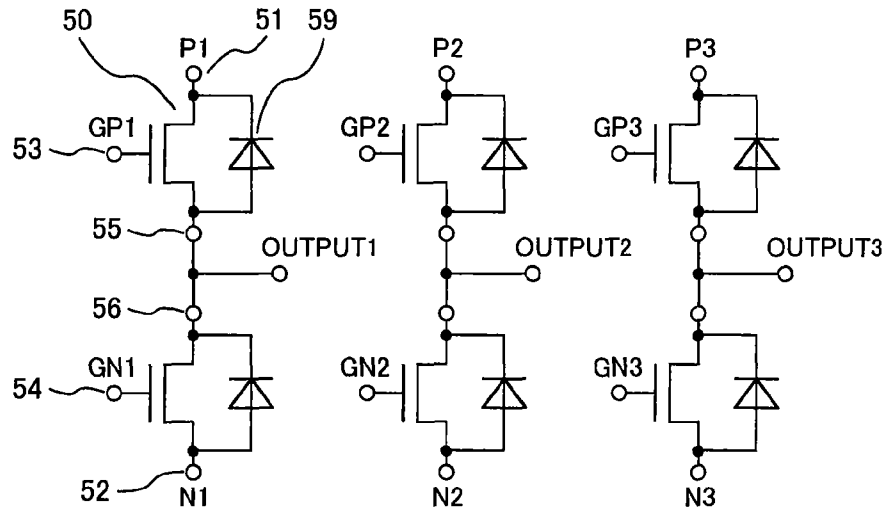 50 51 59
P1 P2 P3
GP1 GP2 GP3
53
55
OUTPUT1 OUTPUT2 OUTPUT3
56
GN1 GN2 GN3
54
52
N1 N2 N3